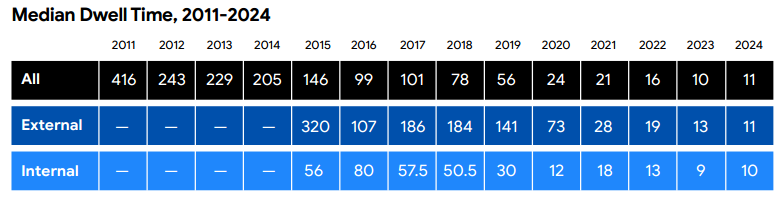 Median Dwell Time, 2011-2024
2011 2012 2013 2014 2015 2016 2017 2018 2019 2020 2021 2022 2023 2024
All 416 243 229 205 146 99 101 78 56 24 21 16 10 11
External — — — — 320 107 186 184 141 73 28 19 13 11
Internal — — — — 56 80 57.5 50.5 30 12 18 13 9 10